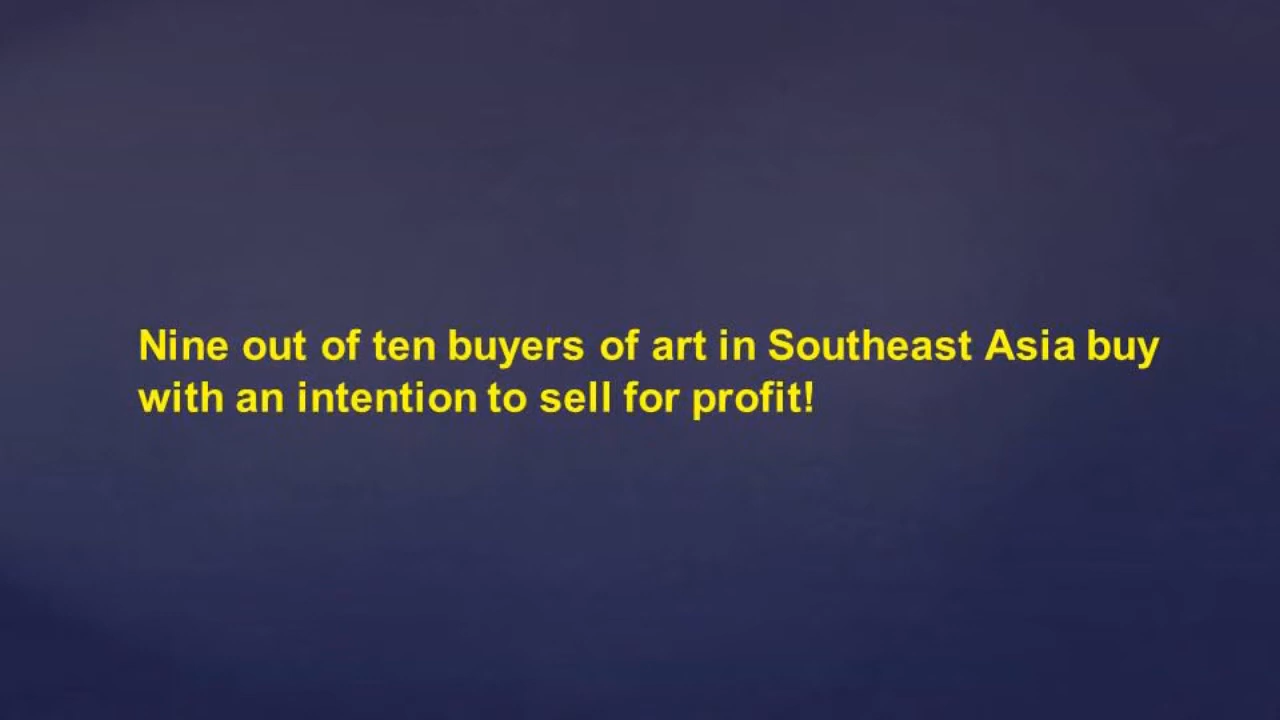 Nine out of ten buyers of art in Southeast Asia buy
with an intention to sell for profit!